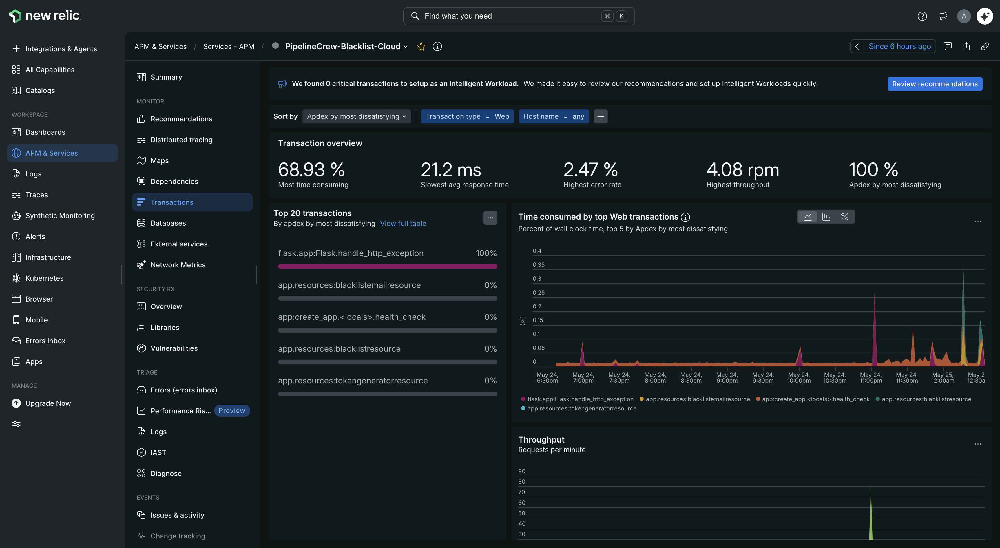 new relic
Find what you need
⌘ K
A
Integrations & Agents
All Capabilities
Catalogs
WORKSPACE
Dashboards
APM & Services
Logs
Traces
Synthetic Monitoring
Alerts
Infrastructure
Kubernetes
Browser
Mobile
Errors Inbox
Apps
MANAGE
Upgrade Now
APM & Services / Services - APM / PipelineCrew-Blacklist-Cloud
Since 6 hours ago
Summary
MONITOR
Recommendations
Distributed tracing
Maps
Dependencies
Transactions
Databases
External services
Network Metrics
SECURITY RX
Overview
Libraries
Vulnerabilities
TRIAGE
Errors (errors inbox)
Performance Ris... Preview
Logs
IAST
Diagnose
EVENTS
Issues & activity
Change tracking
We found 0 critical transactions to setup as an Intelligent Workload. We made it easy to review our recommendations and set up Intelligent Workloads quickly.
Review recommendations
Sort by Apdex by most dissatisfying Transaction type = Web Host name = any
Transaction overview
68.93 %
Most time consuming
21.2 ms
Slowest avg response time
2.47 %
Highest error rate
4.08 rpm
Highest throughput
100 %
Apdex by most dissatisfying
Top 20 transactions
By apdex by most dissatisfying View full table
flask.app:Flask.handle_http_exception 100%
app.resources:blacklistemailresource 0%
app:create_app.<locals>.health_check 0%
app.resources:blacklistresource 0%
app.resources:tokengeneratorresource 0%
Time consumed by top Web transactions
Percent of wall clock time, top 5 by Apdex by most dissatisfying
%
0.4
0.35
0.3
0.25
0.2
0.15
0.1
0.05
0
(%)
May 24, 6:30pm
May 24, 7:00pm
May 24, 7:30pm
May 24, 8:00pm
May 24, 8:30pm
May 24, 9:00pm
May 24, 9:30pm
May 24, 10:00pm
May 24, 10:30pm
May 24, 11:00pm
May 24, 11:30pm
May 25, 12:00am
May 2 12:30a
flask.app:Flask.handle_http_exception app.resources:blacklistemailresource app:create_app.<locals>.health_check app.resources:blacklistresource
app.resources:tokengeneratorresource
Throughput
Requests per minute
90
80
70
60
50
40
30